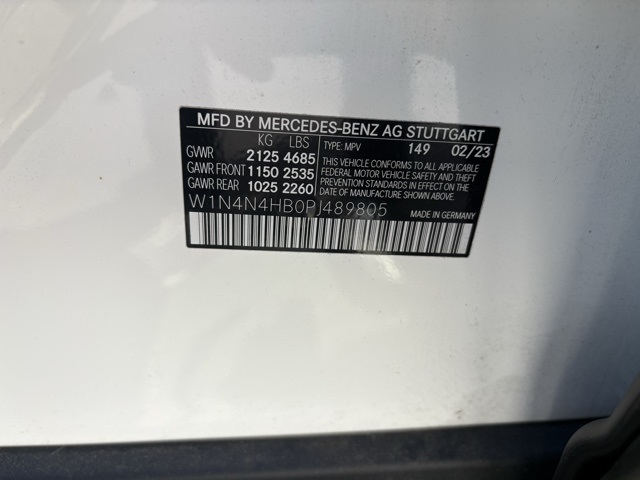 MFD BY MERCEDES-BENZ AG STUTTGART
KG LBS TYPE: MPV 149 02/23
GVWR 2125 4685
GAWR FRONT 1150 2535
GAWR REAR 1025 2260
THIS VEHICLE CONFORMS TO ALL APPLICABLE
FEDERAL MOTOR VEHICLE SAFETY AND THEFT
PREVENTION STANDARDS IN EFFECT ON THE
DATE OF MANUFACTURE SHOWN ABOVE.
W1N4N4HB0PJ489805 MADE IN GERMANY